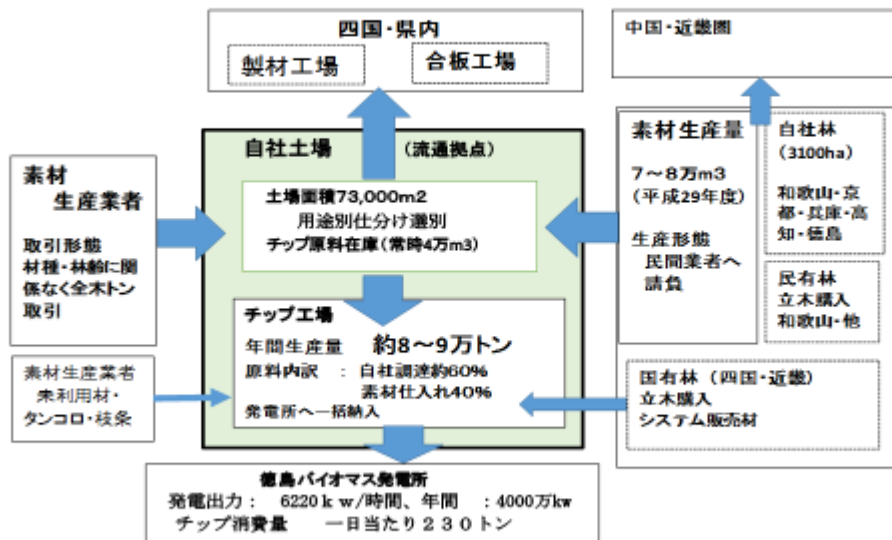 四国・県内
製材工場
合板工場
中国・近畿圏
自社土場　（流通拠点）
土場面積73,000m2
用途別仕分け選別
チップ原料在庫（常時4万m3）
素材
生産業者
取引形態
材種・林齢に関
係なく全木トン
取引
素材生産量
7～8万m3
（平成29年度）
生産形態
民間業者へ
請負
自社林
（3100ha）
和歌山・京
都・兵庫・高
知・徳島
民有林
立木購入
和歌山・他
チップ工場
年間生産量　約8～9万トン
原料内訳　：　自社調達約60%
素材仕入れ40%
発電所へ一括納入
素材生産業者
未利用材・
タンコロ・枝条
国有林（四国・近畿）
立木購入
システム販売材
徳島バイオマス発電所
発電出力：　6220ｋｗ/時間、年間　：4000万kw
チップ消費量　一日当たり２３０トン